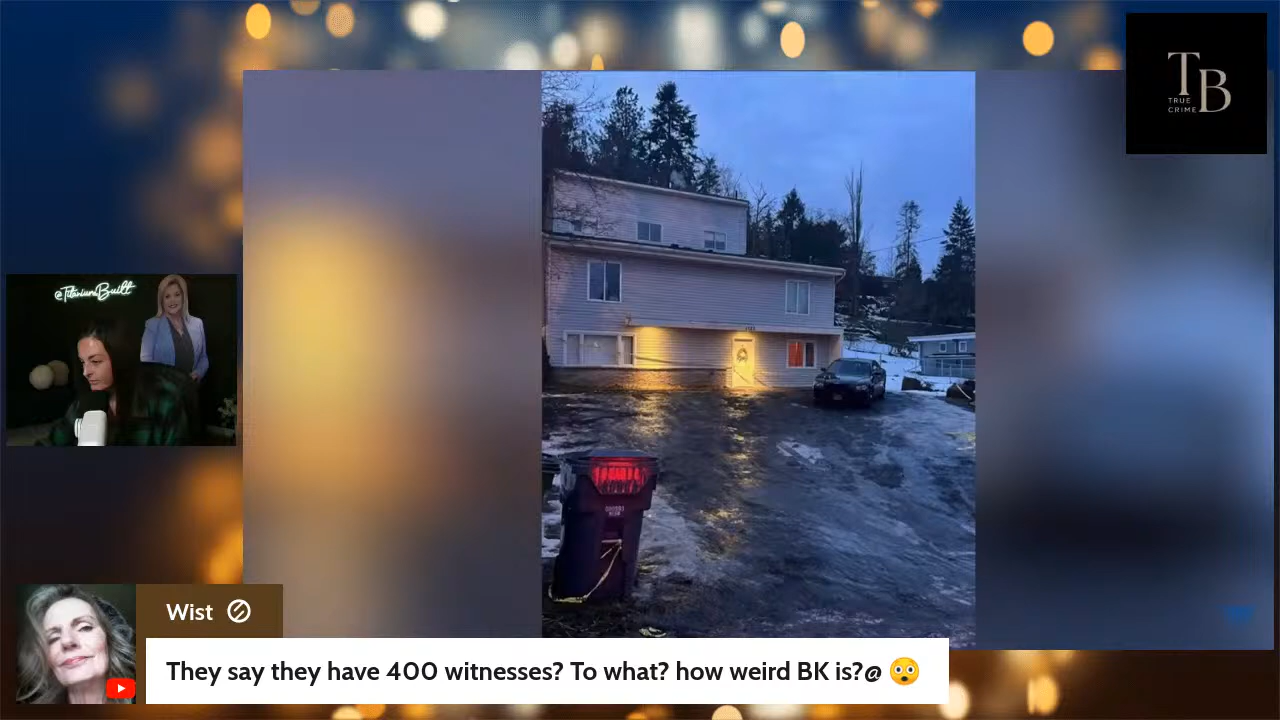 TB
TRUE
CRIME
@TitaniumBuilt
Wist
They say they have 400 witnesses? To what? how weird BK is?@ 😳